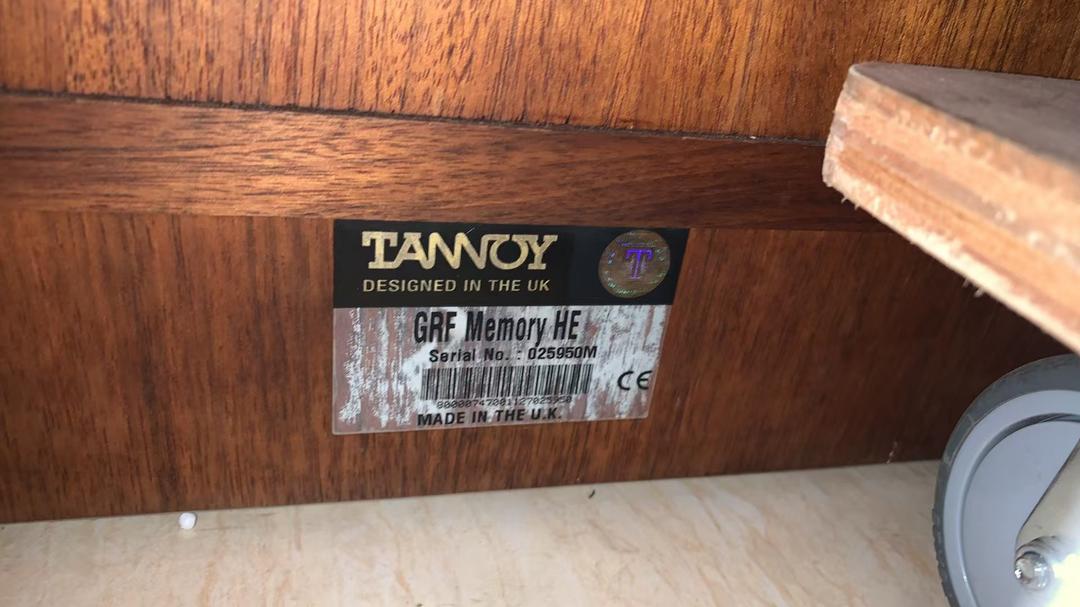 TANNOY
DESIGNED IN THE UK
T
GRF Memory HE
Serial No. : 025950M
CE
MADE IN THE U.K.